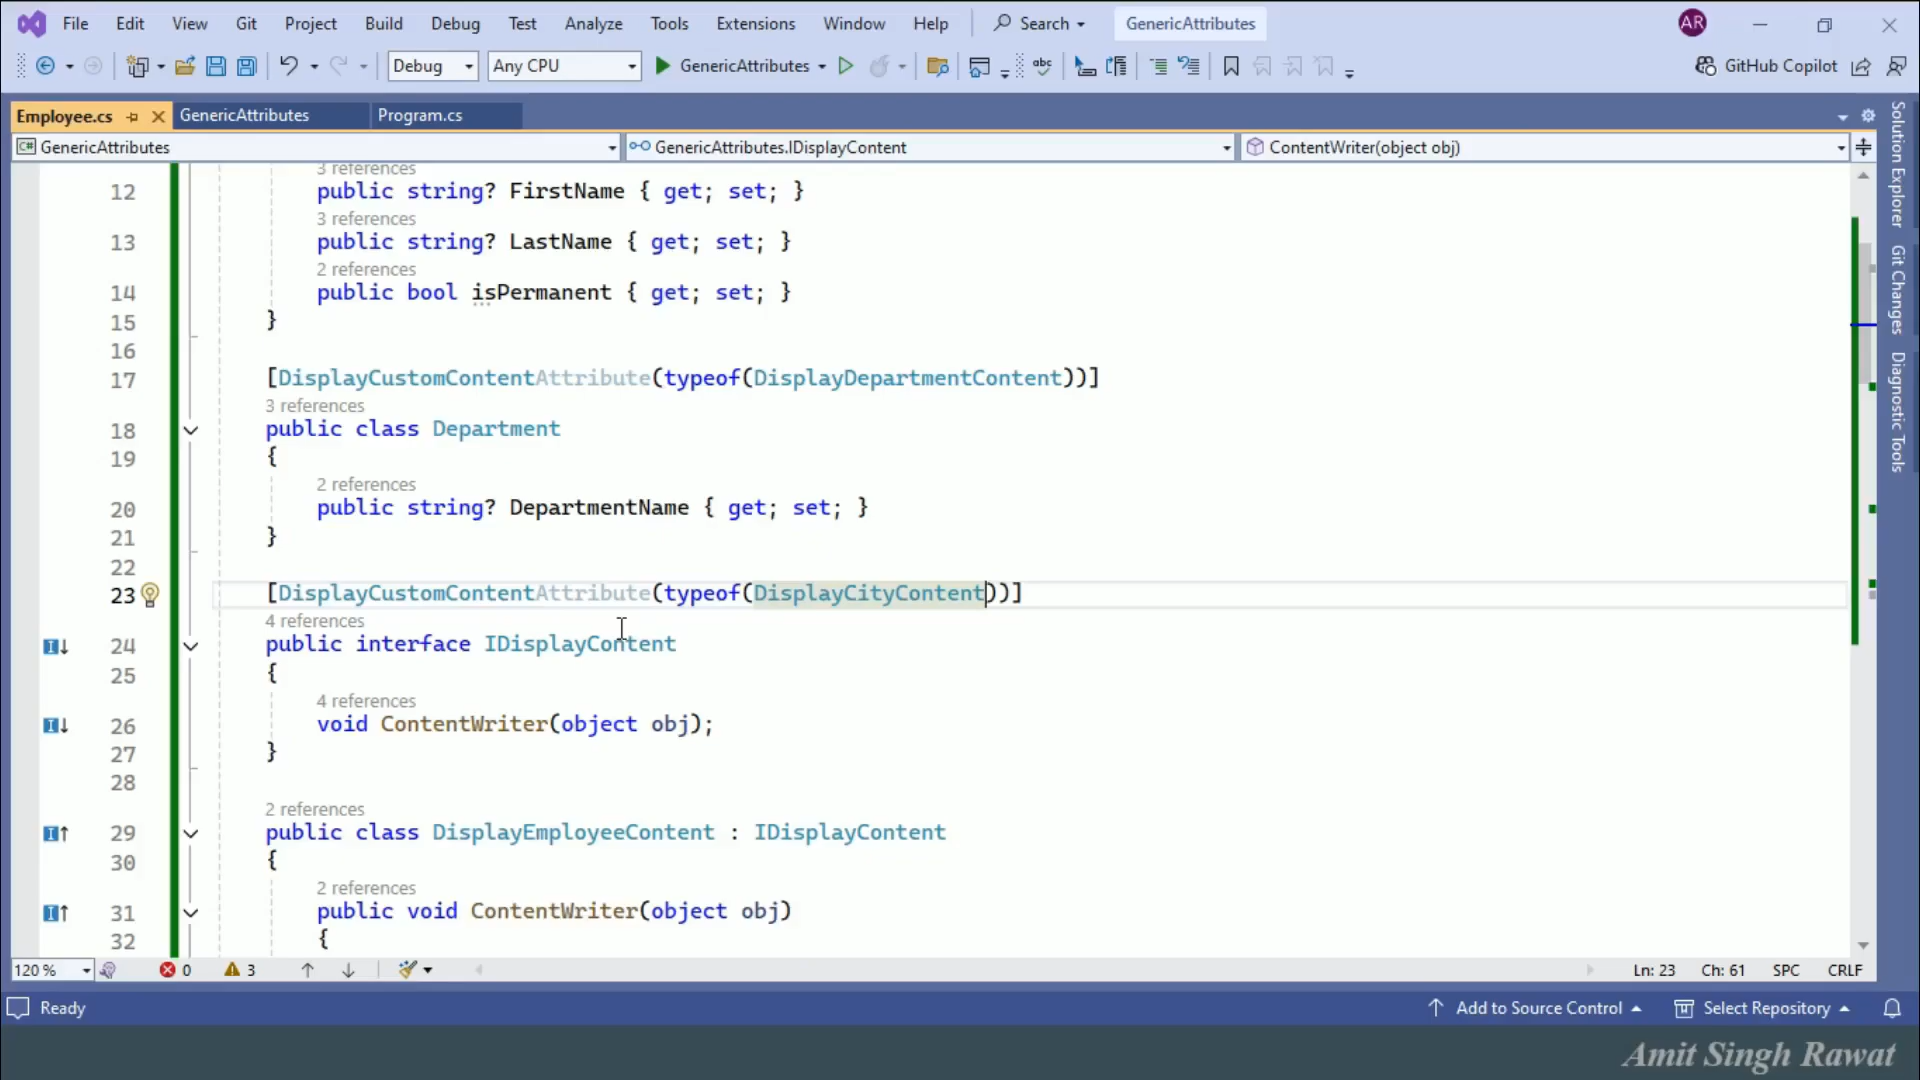 File Edit View Git Project Build Debug Test Analyze Tools Extensions Window Help Search GenericAttributes AR
Debug Any CPU GenericAttributes abc GitHub Copilot
Employee.cs GenericAttributes Program.cs
C# GenericAttributes GenericAttributes.IDisplayContent ContentWriter(object obj)
3 references
12 public string? FirstName { get; set; }
3 references
13 public string? LastName { get; set; }
2 references
14 public bool isPermanent { get; set; }
15 }
16
17 [DisplayCustomContentAttribute(typeof(DisplayDepartmentContent))]
3 references
18 public class Department
19 {
2 references
20 public string? DepartmentName { get; set; }
21 }
22
23 [DisplayCustomContentAttribute(typeof(DisplayCityContent))]
4 references
24 public interface IDisplayContent
25 {
4 references
26 void ContentWriter(object obj);
27 }
28
2 references
29 public class DisplayEmployeeContent : IDisplayContent
30 {
2 references
31 public void ContentWriter(object obj)
32 {
120 % 0 3 Ln: 23 Ch: 61 SPC CRLF
Ready Add to Source Control Select Repository
Solution Explorer
Git Changes
Diagnostic Tools
Amit Singh Rawat